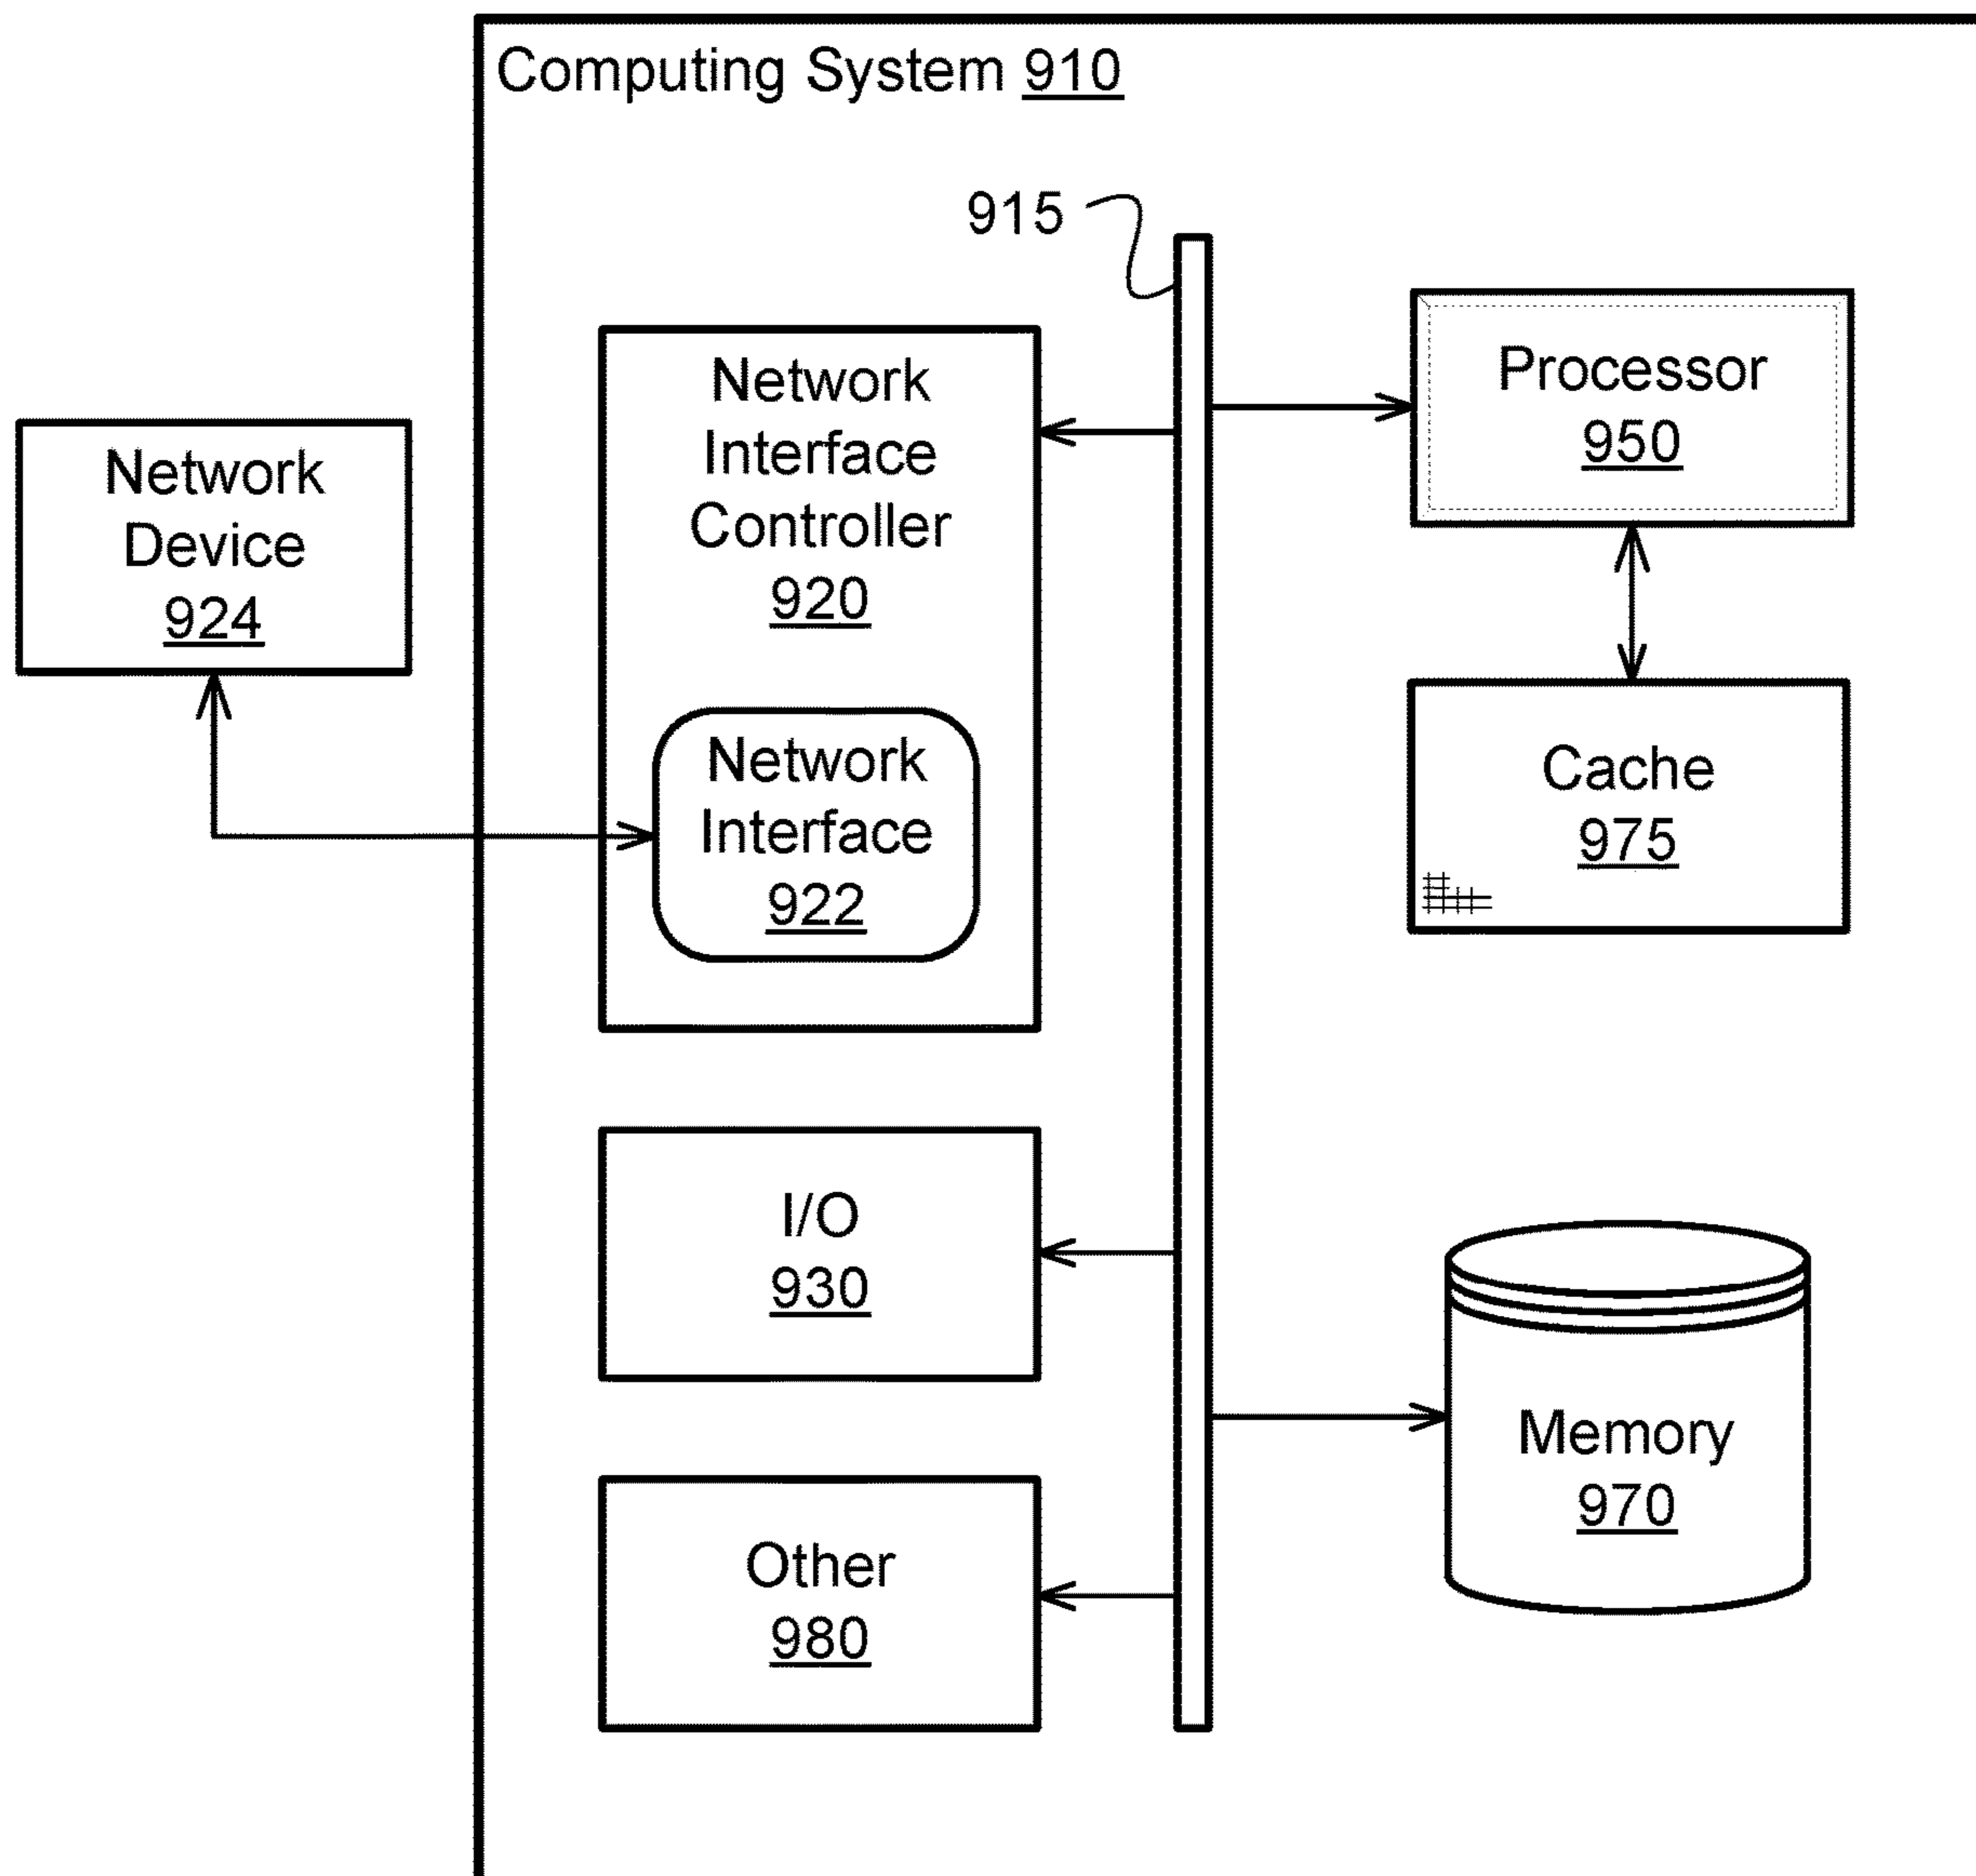 Computing System 910
915
Network
Interface
Controller
920
Network
Interface
922
Network
Device
924
Processor
950
Cache
975
I/O
930
Memory
970
Other
980